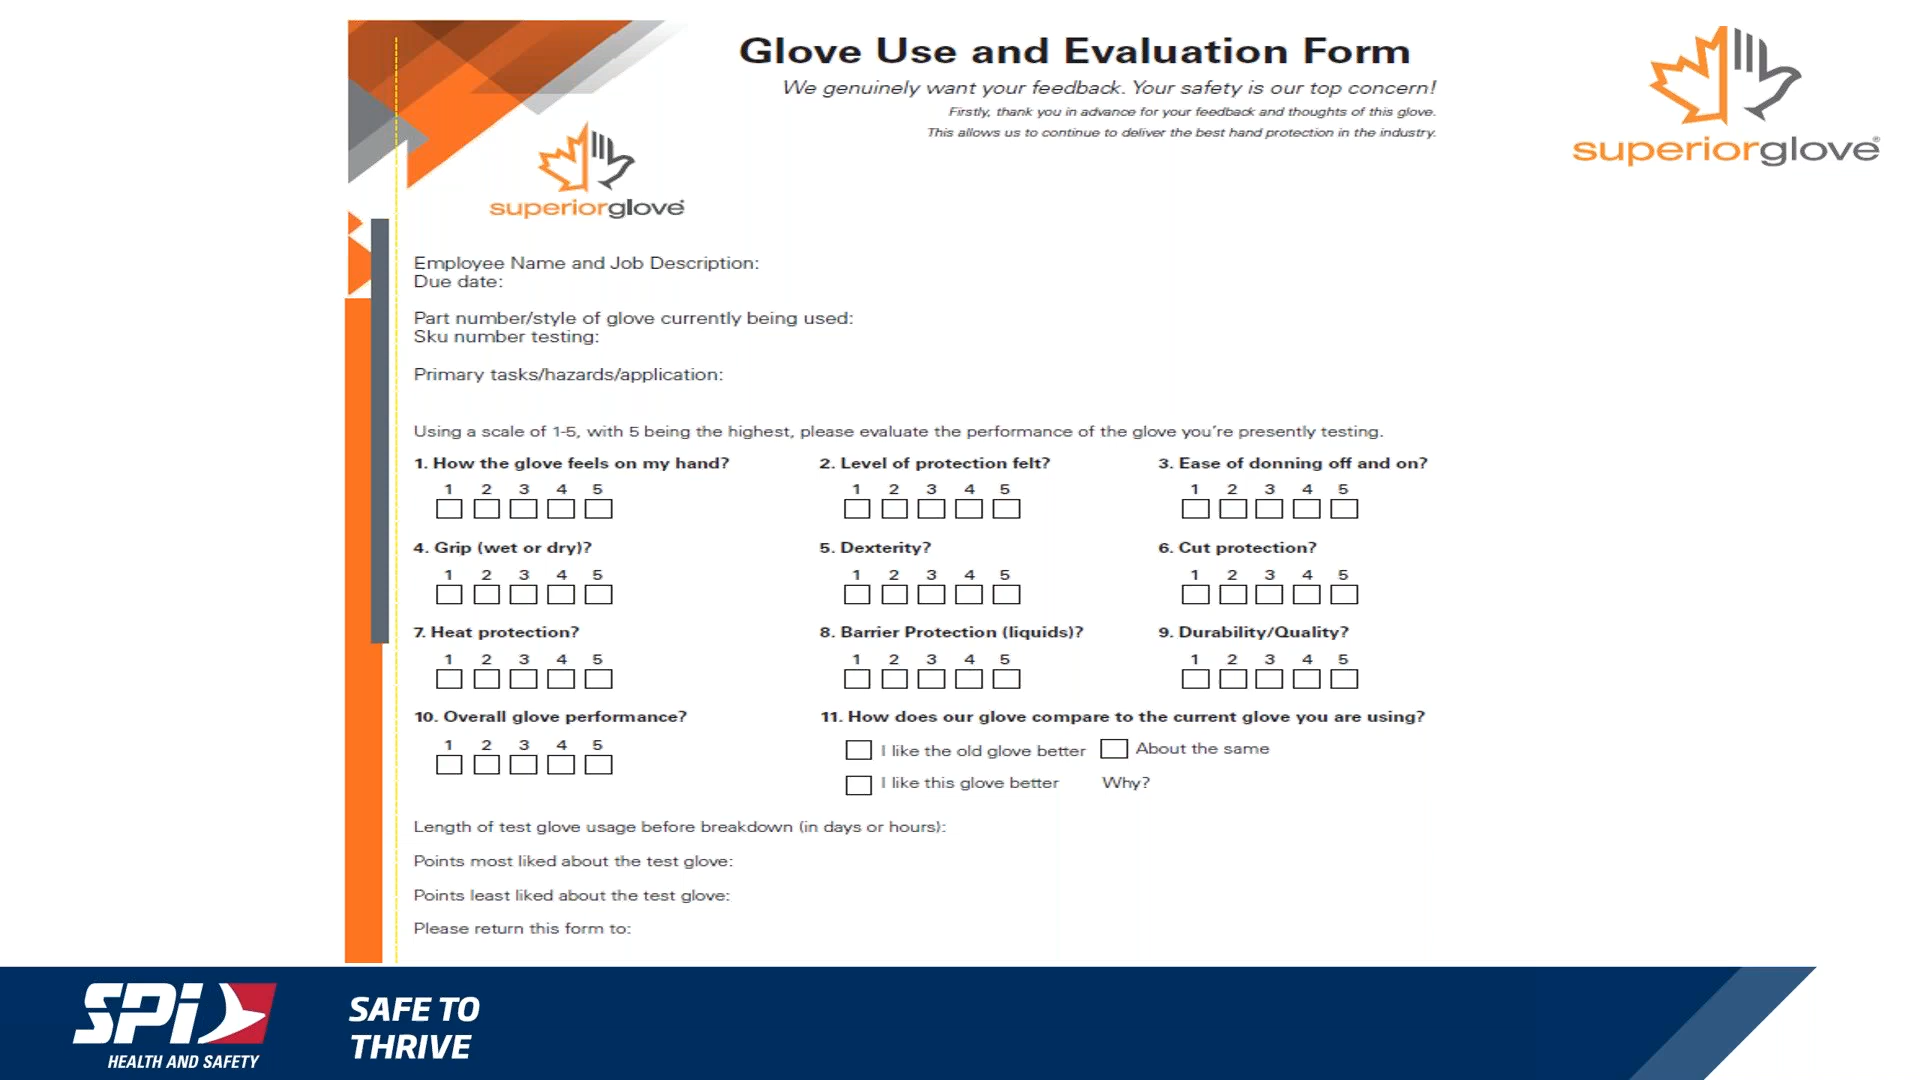 Glove Use and Evaluation Form
We genuinely want your feedback. Your safety is our top concern!
Firstly, thank you in advance for your feedback and thoughts of this glove.
This allows us to continue to deliver the best hand protection in the industry.
superiorglove®
superiorglove
Employee Name and Job Description:
Due date:
Part number/style of glove currently being used:
Sku number testing:
Primary tasks/hazards/application:
Using a scale of 1-5, with 5 being the highest, please evaluate the performance of the glove you're presently testing.
1. How the glove feels on my hand? 2. Level of protection felt? 3. Ease of donning off and on?
1 2 3 4 5 1 2 3 4 5 1 2 3 4 5
4. Grip (wet or dry)? 5. Dexterity? 6. Cut protection?
1 2 3 4 5 1 2 3 4 5 1 2 3 4 5
7. Heat protection? 8. Barrier Protection (liquids)? 9. Durability/Quality?
1 2 3 4 5 1 2 3 4 5 1 2 3 4 5
10. Overall glove performance? 11. How does our glove compare to the current glove you are using?
1 2 3 4 5 I like the old glove better About the same
I like this glove better Why?
Length of test glove usage before breakdown (in days or hours):
Points most liked about the test glove:
Points least liked about the test glove:
Please return this form to:
SPi
HEALTH AND SAFETY
SAFE TO
THRIVE